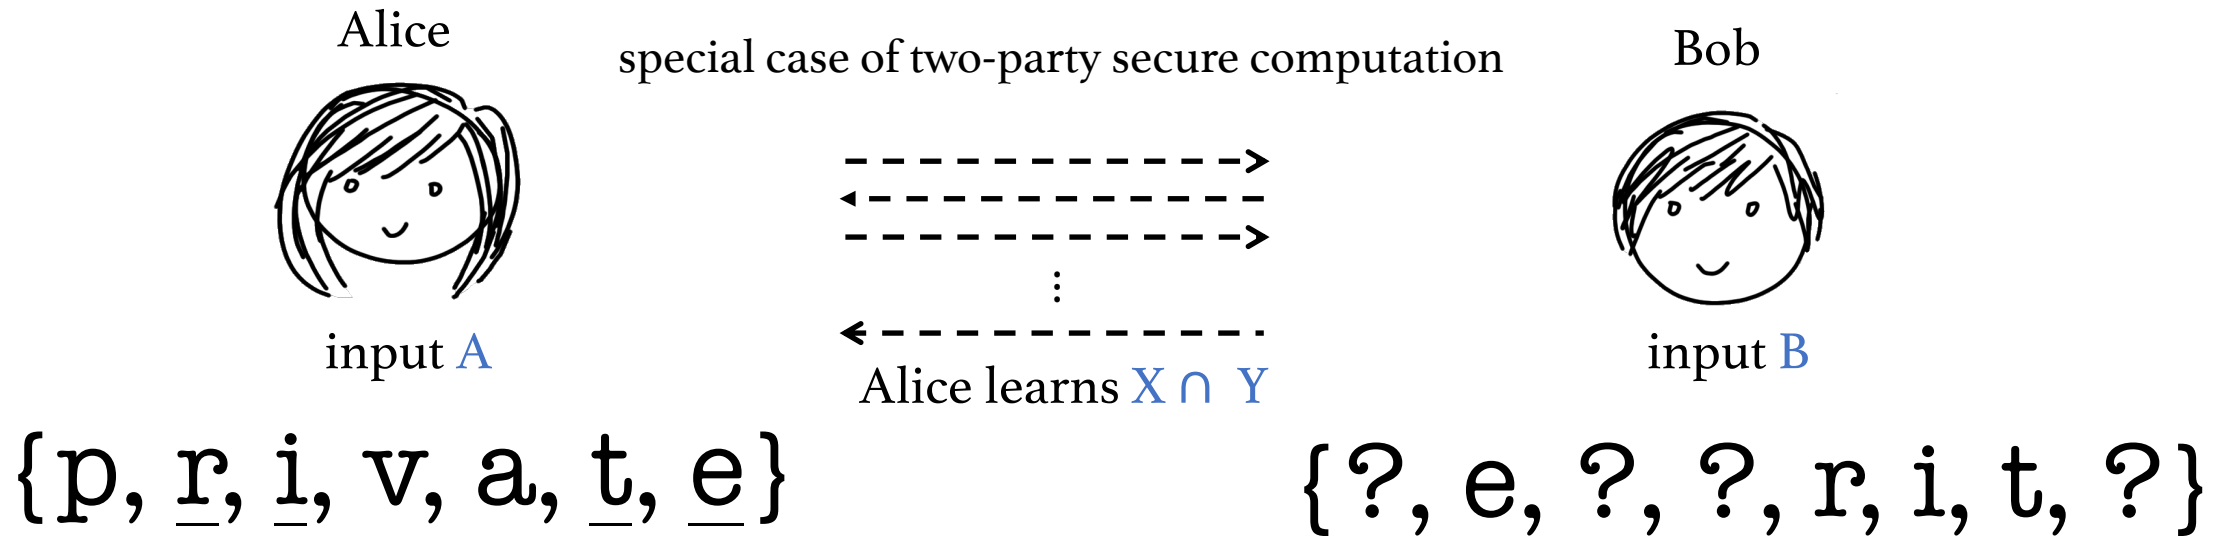 Alice
special case of two-party secure computation
Bob
input A
input B
Alice learns X ∩ Y
{p, r, i, v, a, t, e}
{?, e, ?, ?, r, i, t, ?}